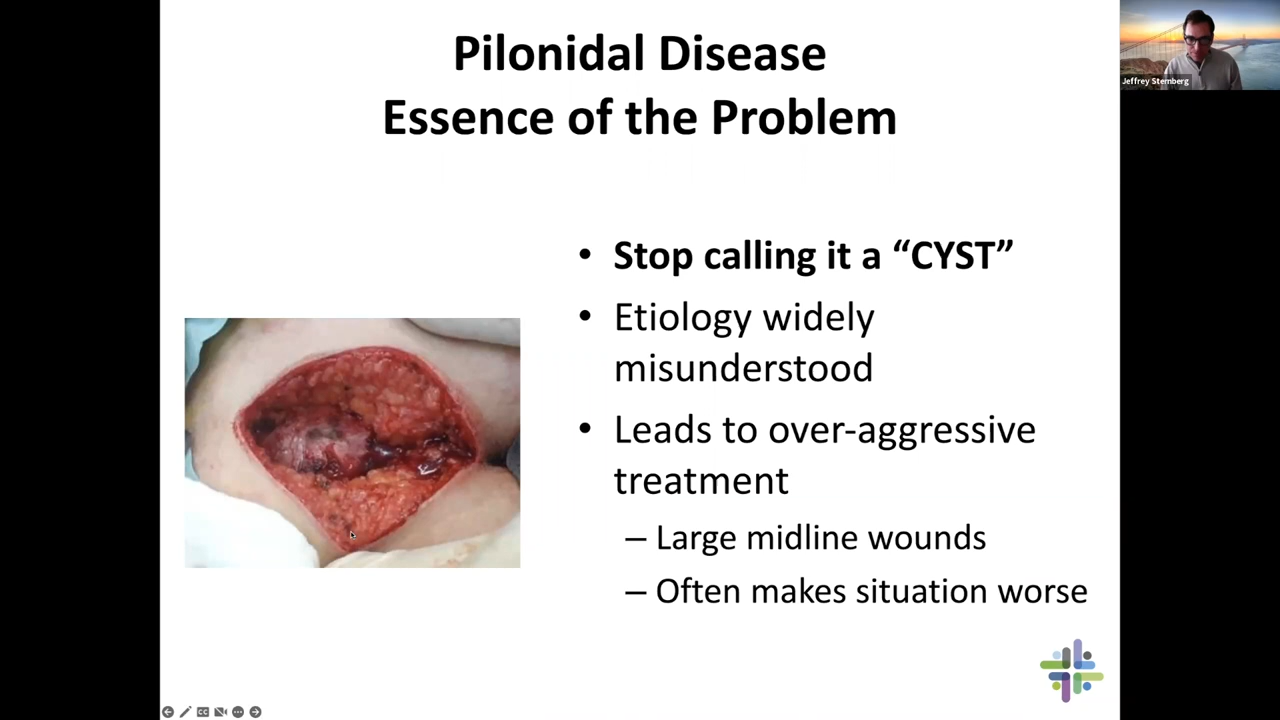 Pilonidal Disease
Essence of the Problem
Jeffrey Sternberg
• Stop calling it a “CYST”
• Etiology widely
misunderstood
• Leads to over-aggressive
treatment
– Large midline wounds
– Often makes situation worse
CC